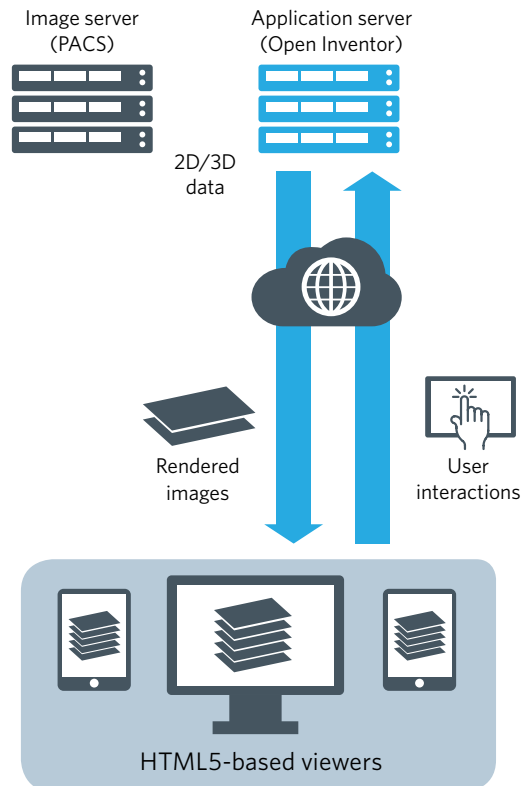 Image server
(PACS)
Application server
(Open Inventor)
2D/3D
data
Rendered
images
User
interactions
HTML5-based viewers